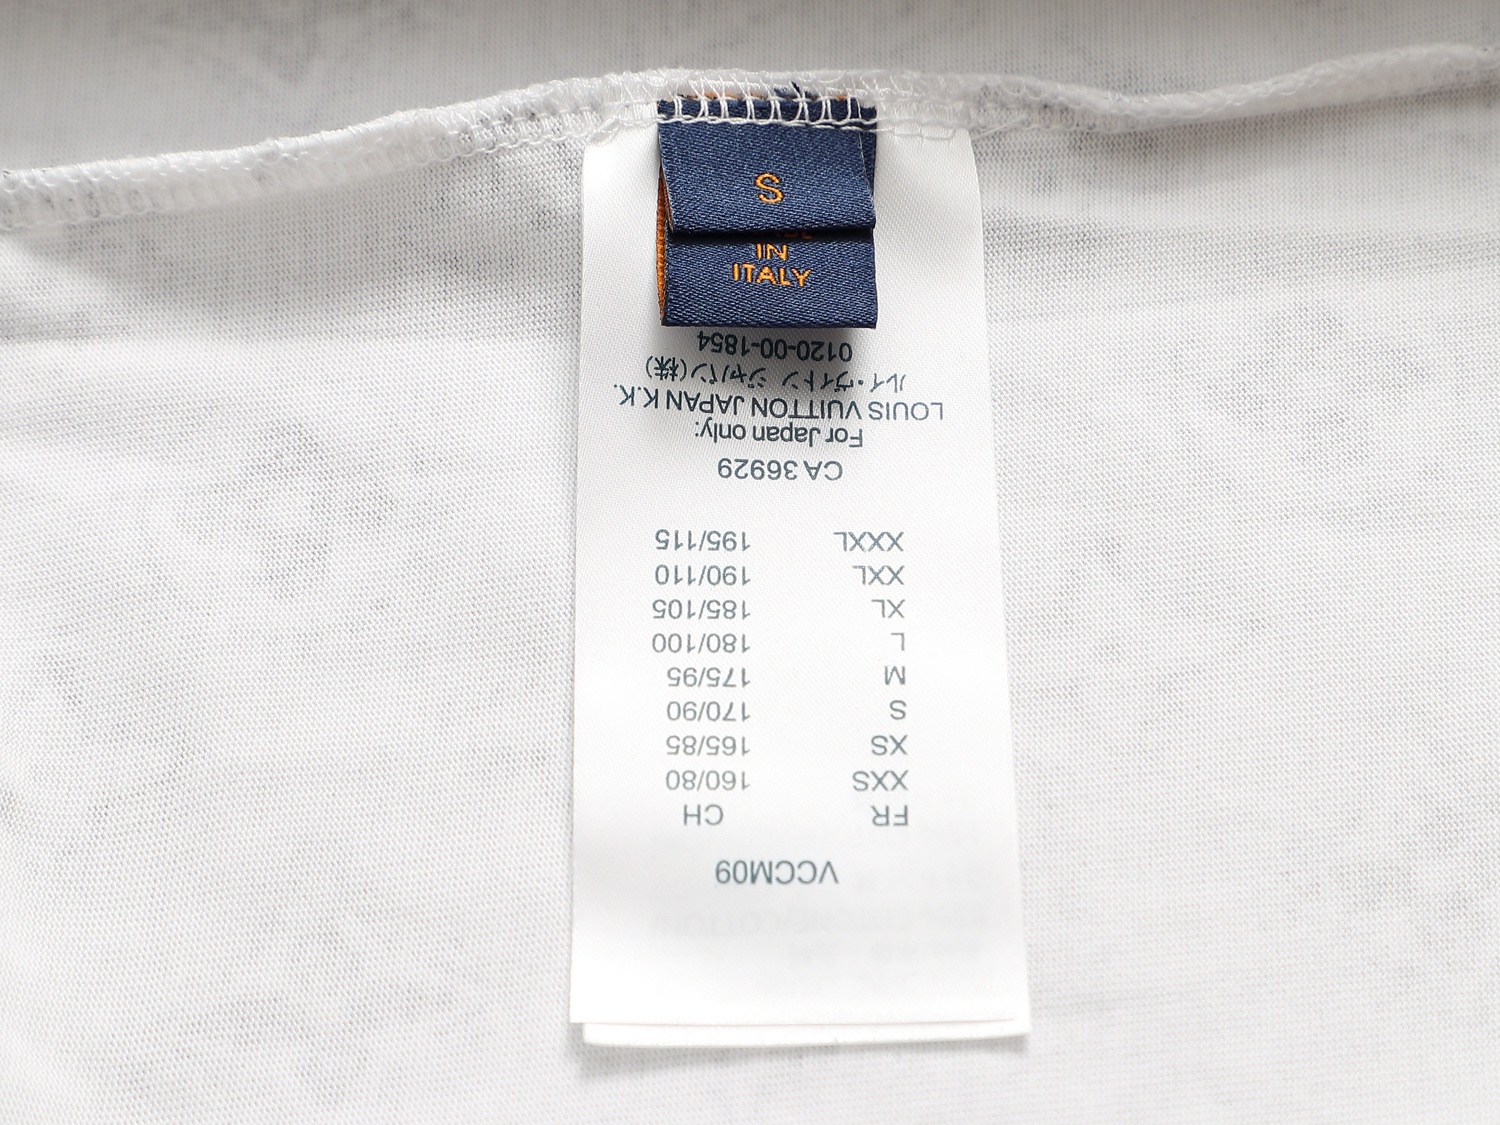 S
IN
ITALY
VCCM09
FR CH
XXS 160/80
XS 165/85
S 170/90
M 175/95
L 180/100
XL 185/105
XXL 190/110
XXXL 195/115
CA 36929
For Japan only:
LOUIS VUITTON JAPAN K.K.
ルイ・ヴィトン ジャパン(株)
0120-00-1854